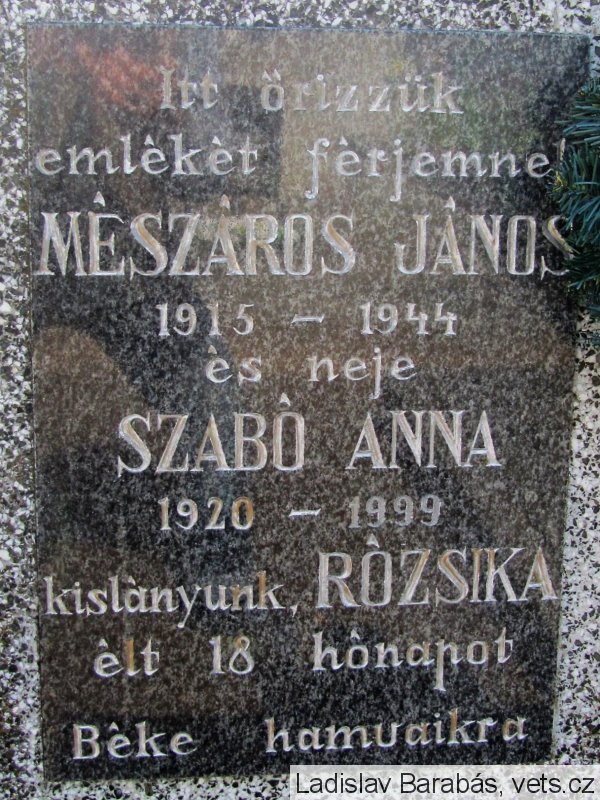 Itt őrizzük
emlékét férjemnek
MÉSZÁROS JÁNOS
1915 – 1944
és neje
SZABÓ ANNA
1920 – 1999
kislányunk, RÓZSIKA
élt 18 hónapot
Béke hamvaikra
Ladislav Barabás, vets.cz